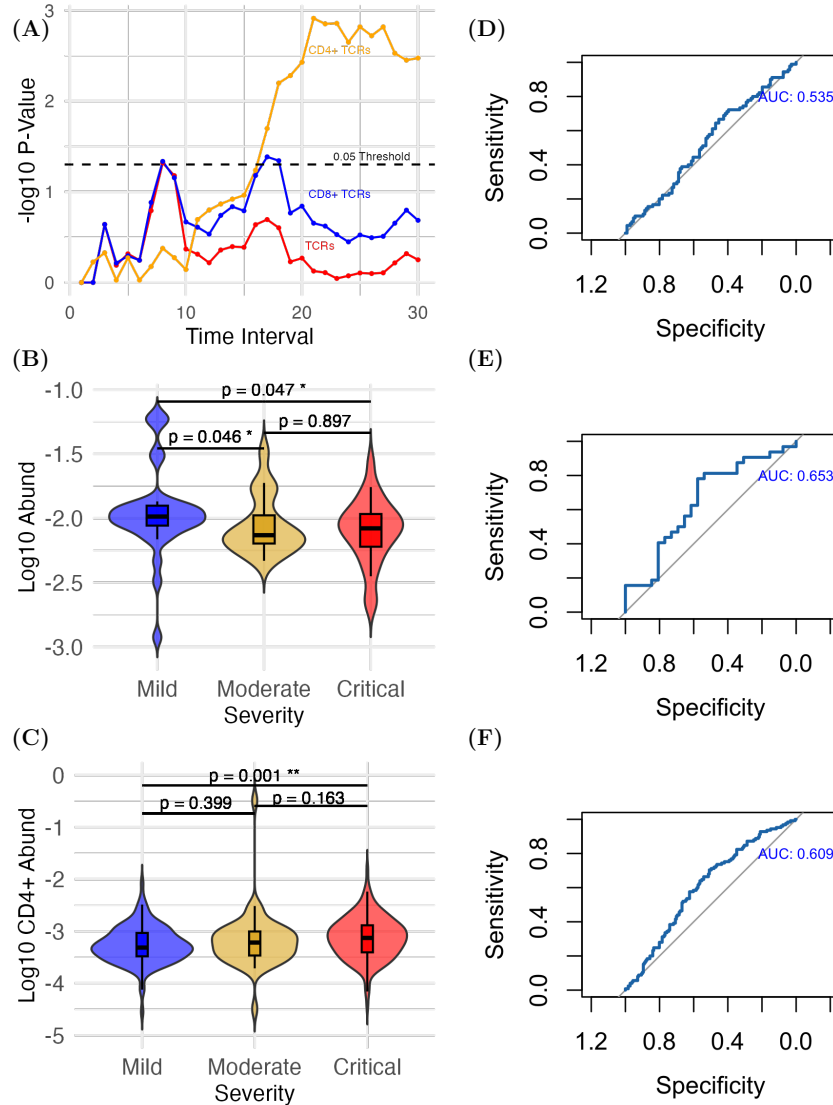 (A)
-log10 P-Value
3
2
1
0
CD4+ TCRs
0.05 Threshold
CD8+ TCRs
TCRs
0 10 20 30
Time Interval
(B)
Log10 Abund
-1.0
-1.5
-2.0
-2.5
-3.0
p = 0.047 *
p = 0.897
p = 0.046 *
Mild Moderate Critical
Severity
(C)
Log10 CD4+ Abund
0
-1
-2
-3
-4
-5
p = 0.001 **
p = 0.399 p = 0.163
Mild Moderate Critical
Severity
(D)
Sensitivity
0.8
0.4
0.0
AUC: 0.535
1.2 0.8 0.4 0.0
Specificity
(E)
Sensitivity
0.8
0.4
0.0
AUC: 0.653
1.2 0.8 0.4 0.0
Specificity
(F)
Sensitivity
0.8
0.4
0.0
AUC: 0.609
1.2 0.8 0.4 0.0
Specificity